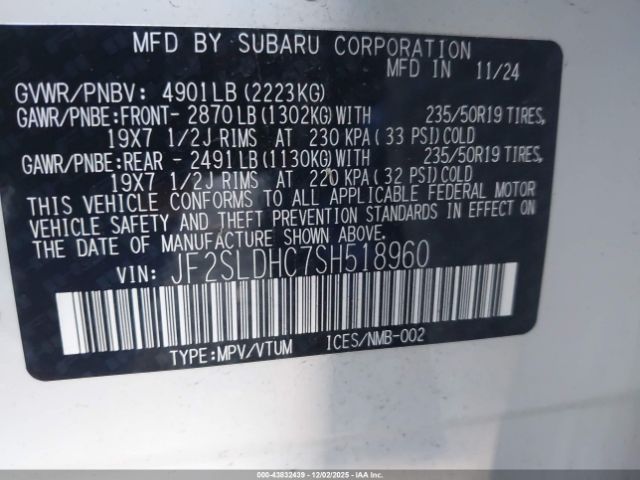 MFD BY SUBARU CORPORATION
MFD IN 11/24
GVWR/PNBV: 4901LB (2223KG)
GAWR/PNBE:FRONT- 2870LB (1302KG)WITH 235/50R19 TIRES,
19X7 1/2J RIMS AT 230 KPA (33 PSI)COLD
GAWR/PNBE:REAR - 2491LB (1130KG)WITH 235/50R19 TIRES,
19X7 1/2J RIMS AT 220 KPA (32 PSI)COLD
THIS VEHICLE CONFORMS TO ALL APPLICABLE FEDERAL MOTOR
VEHICLE SAFETY AND THEFT PREVENTION STANDARDS IN EFFECT ON
THE DATE OF MANUFACTURE SHOWN ABOVE.
VIN: JF2SLDHC7SH518960
TYPE:MPV/VTUM ICES/NMB-002
000-43832439 - 12/02/2025 - IAAI.COM